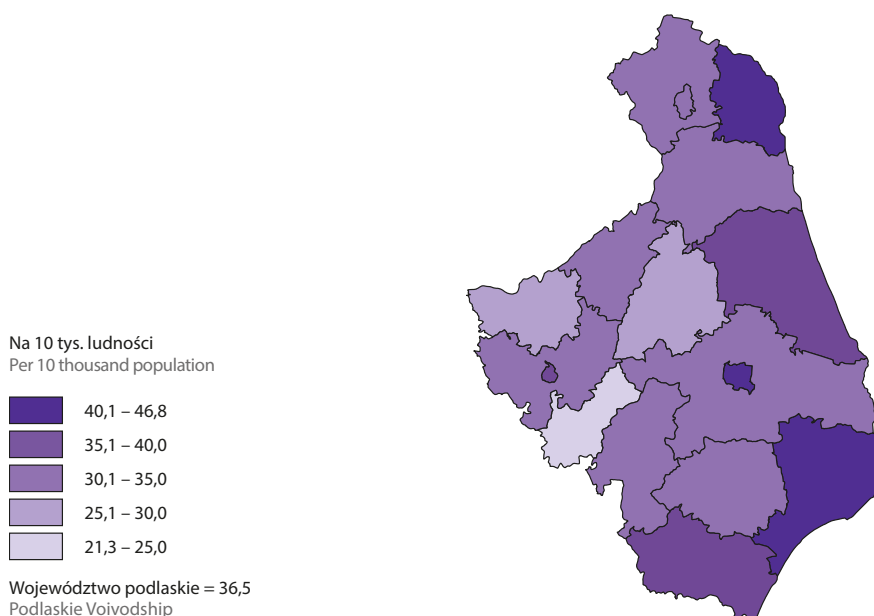 Na 10 tys. ludności
Per 10 thousand population
40,1 – 46,8
35,1 – 40,0
30,1 – 35,0
25,1 – 30,0
21,3 – 25,0
Województwo podlaskie = 36,5
Podlaskie Voivodship